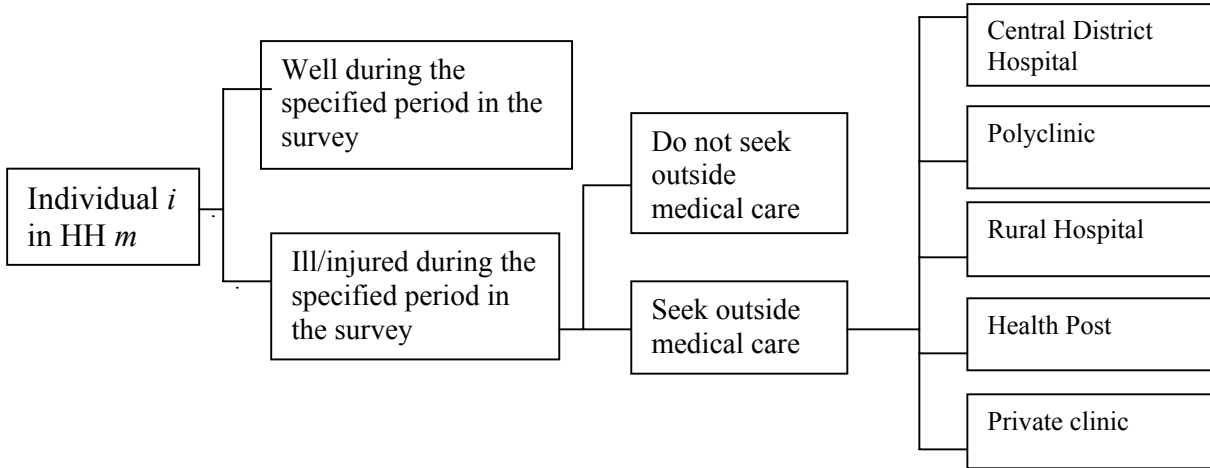 Individual i
in HH m
Well during the
specified period in the
survey
Ill/injured during the
specified period in
the survey
Do not seek
outside
medical care
Seek outside
medical care
Central District
Hospital
Polyclinic
Rural Hospital
Health Post
Private clinic